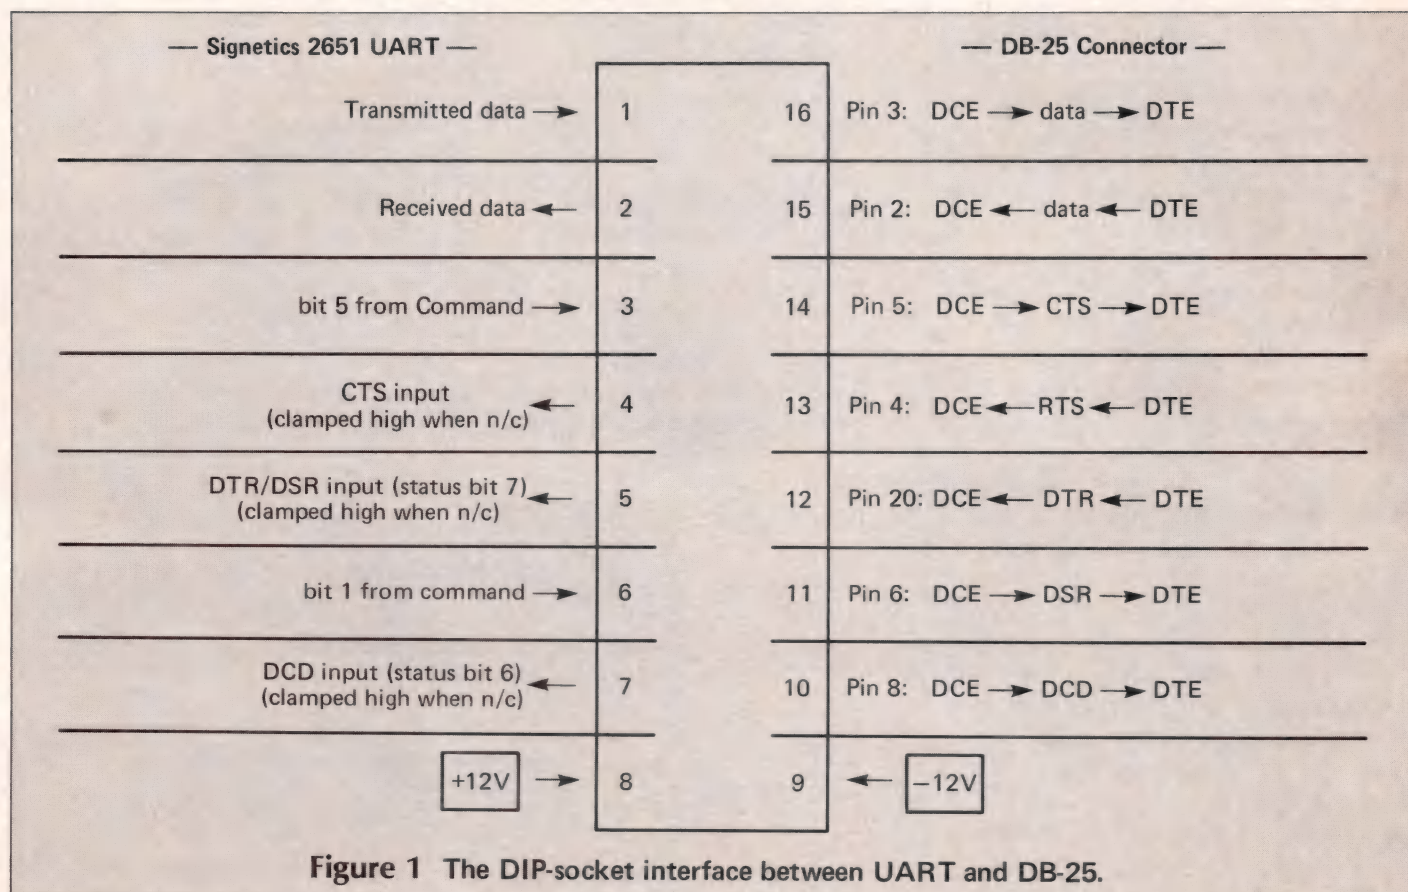 — Signetics 2651 UART — — DB-25 Connector —
Transmitted data → 1 16 Pin 3: DCE → data → DTE
Received data ← 2 15 Pin 2: DCE ← data ← DTE
bit 5 from Command → 3 14 Pin 5: DCE → CTS → DTE
CTS input
(clamped high when n/c) ← 4 13 Pin 4: DCE ← RTS ← DTE
DTR/DSR input (status bit 7)
(clamped high when n/c) ← 5 12 Pin 20: DCE ← DTR ← DTE
bit 1 from command → 6 11 Pin 6: DCE → DSR → DTE
DCD input (status bit 6)
(clamped high when n/c) ← 7 10 Pin 8: DCE → DCD → DTE
+12V → 8 9 ← −12V
Figure 1 The DIP-socket interface between UART and DB-25.